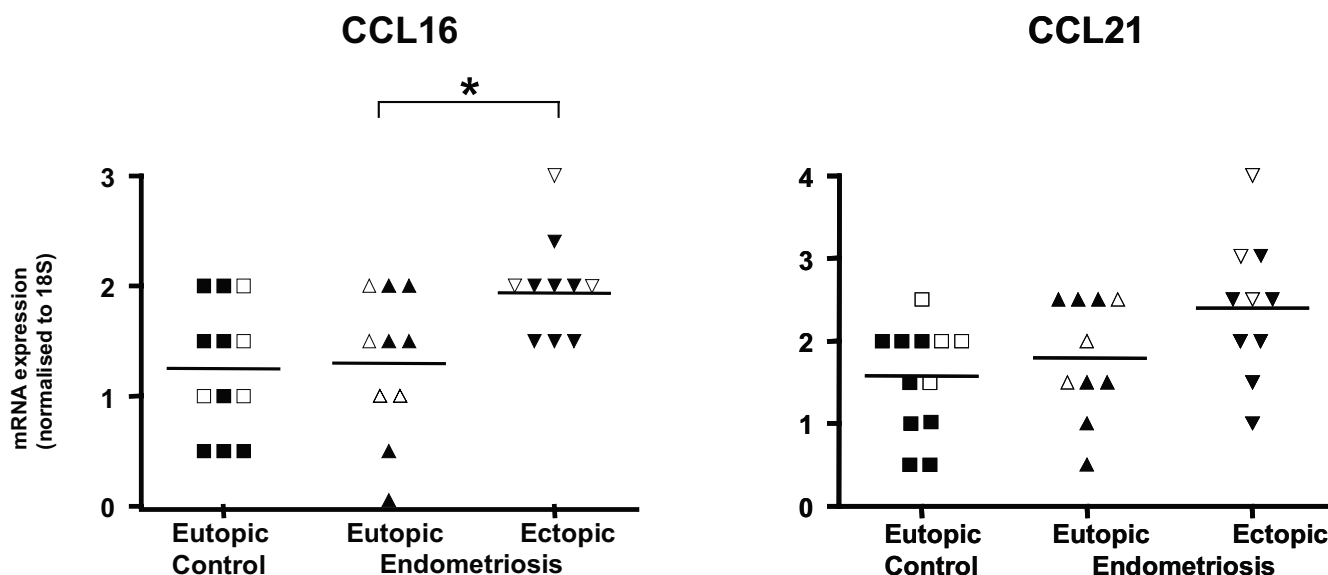 CCL16
*
mRNA expression
(normalised to 18S)
3
2
1
0
Eutopic
Control
Eutopic
Ectopic
Endometriosis
CCL21
4
3
2
1
0
Eutopic
Control
Eutopic
Ectopic
Endometriosis